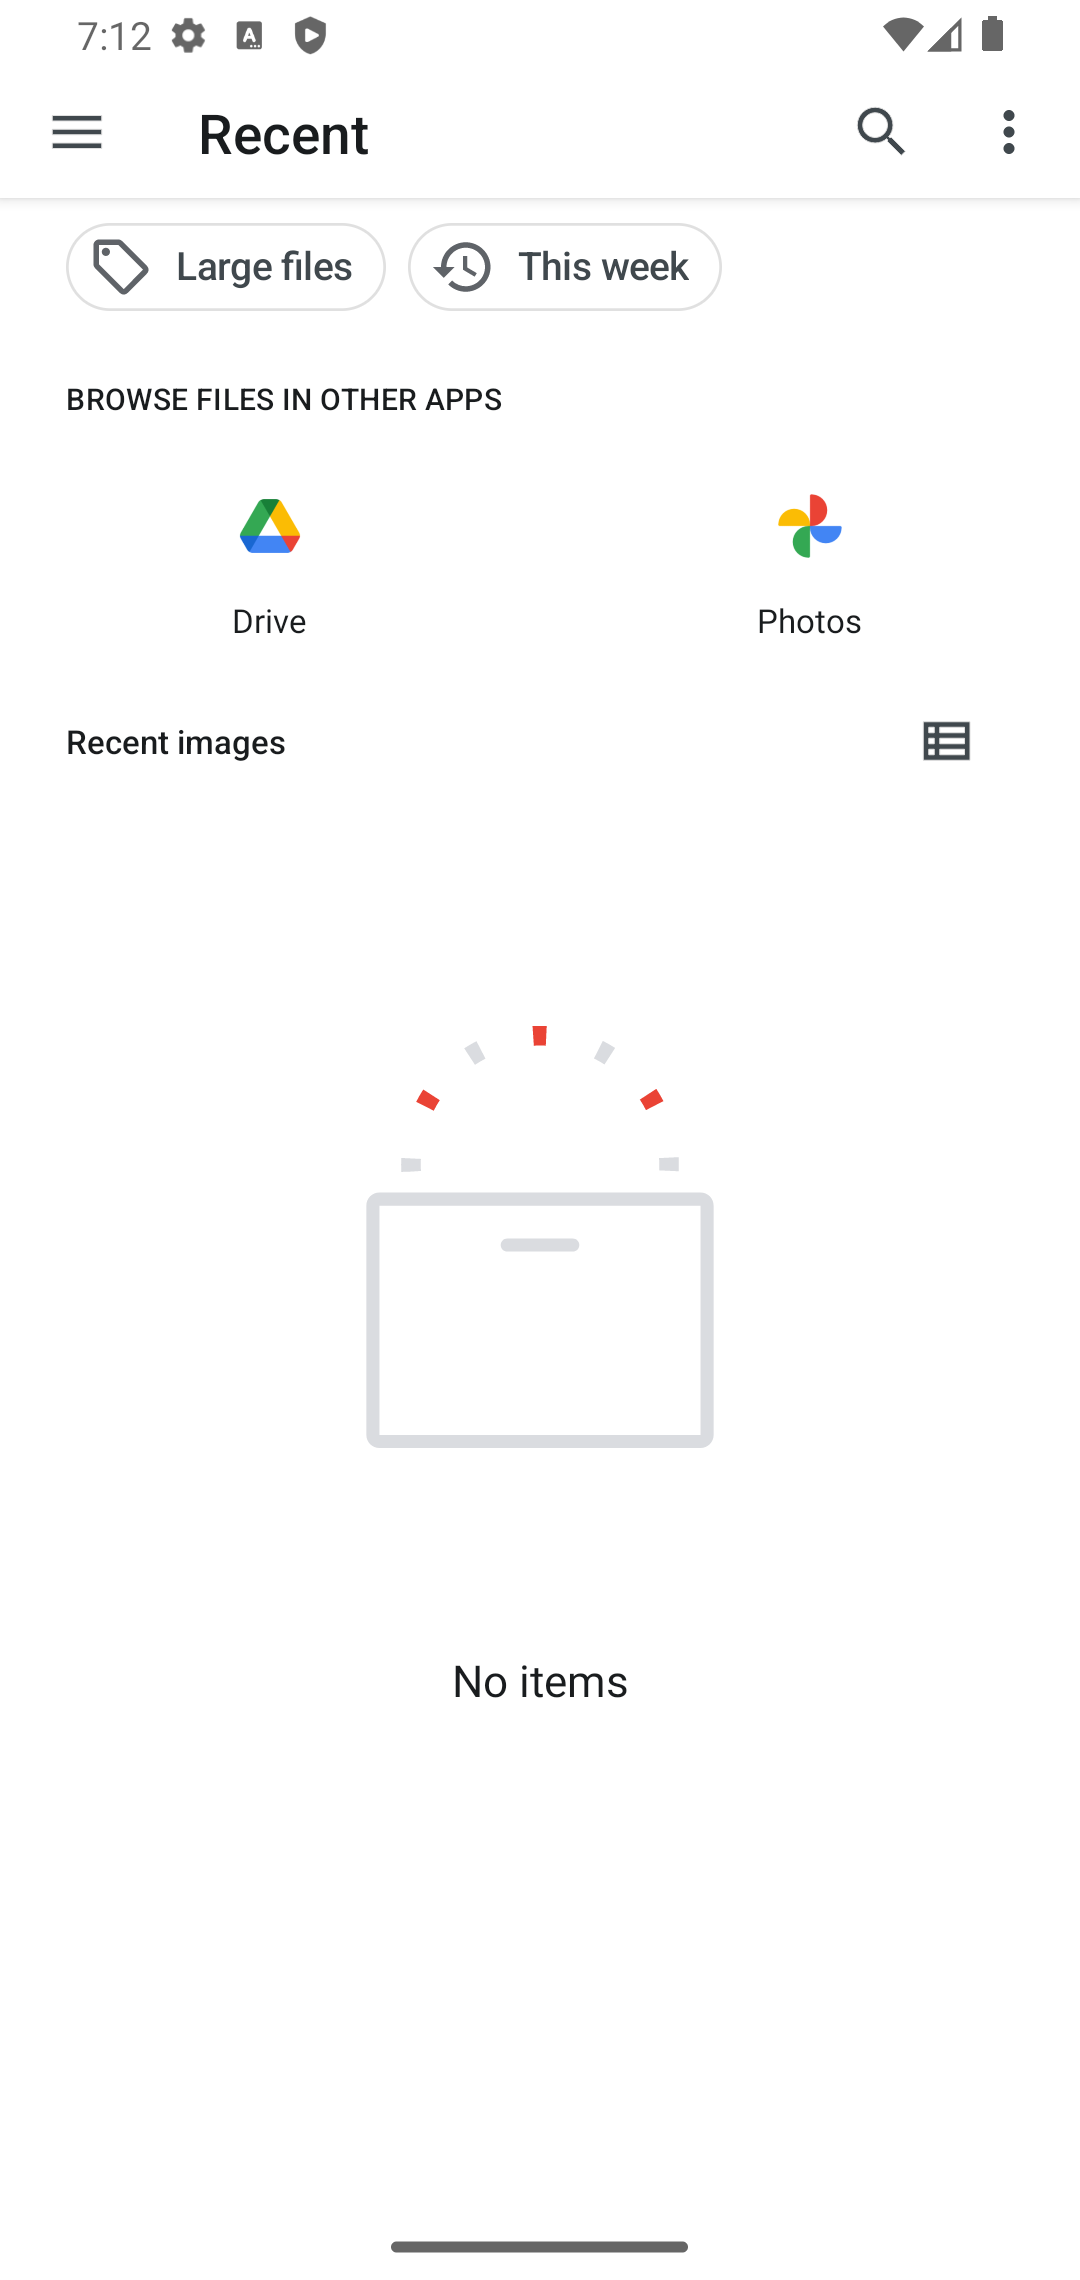 7:12
Recent
Large files
This week
BROWSE FILES IN OTHER APPS
Drive
Photos
Recent images
No items